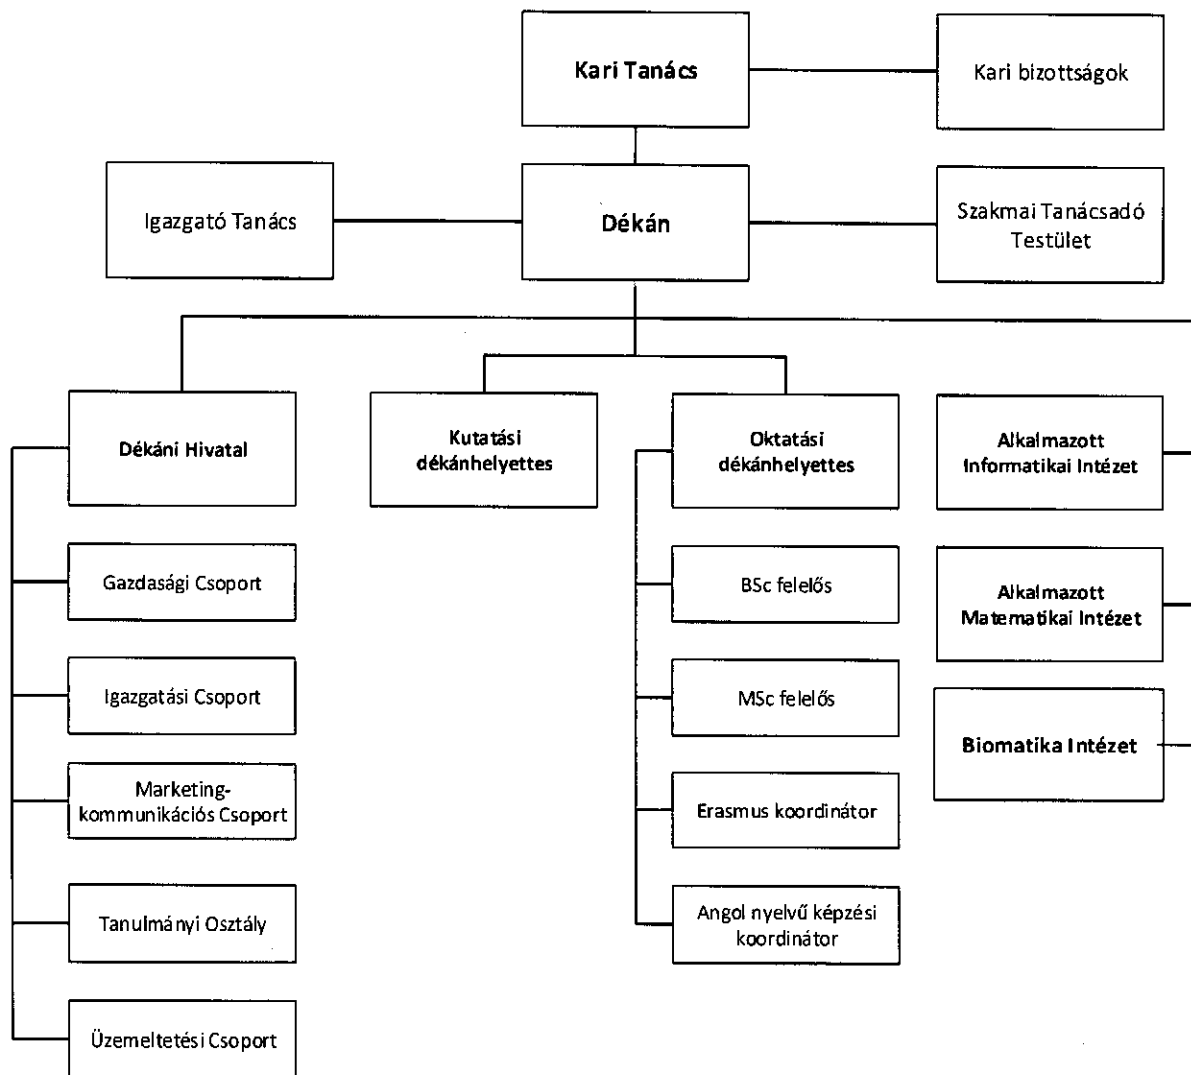 Kari Tanács
Kari bizottságok
Igazgató Tanács
Dékán
Szakmai Tanácsadó
Testület
Dékáni Hivatal
Kutatási
dékánhelyettes
Oktatási
dékánhelyettes
Alkalmazott
Informatikai Intézet
Gazdasági Csoport
BSc felelős
Alkalmazott
Matematikai Intézet
Igazgatási Csoport
MSc felelős
Biomatika Intézet
Marketing-
kommunikációs Csoport
Erasmus koordinátor
Tanulmányi Osztály
Angol nyelvű képzési
koordinátor
Üzemeltetési Csoport